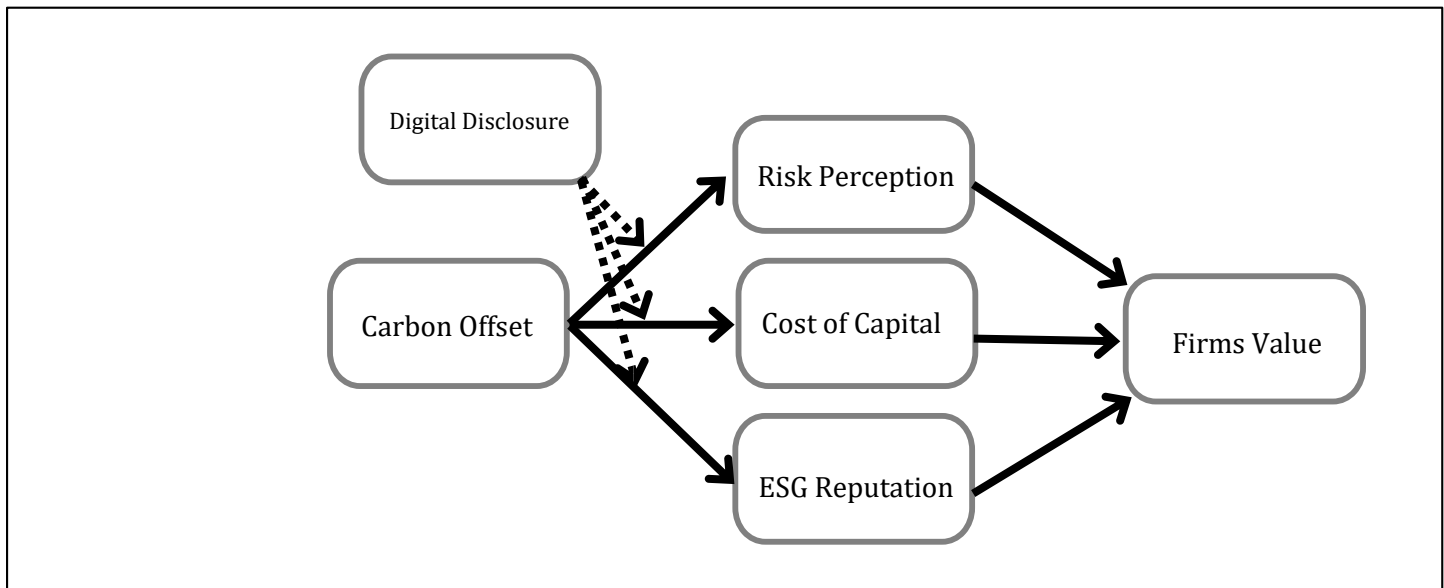 Digital Disclosure
Risk Perception
Carbon Offset
Cost of Capital
Firms Value
ESG Reputation